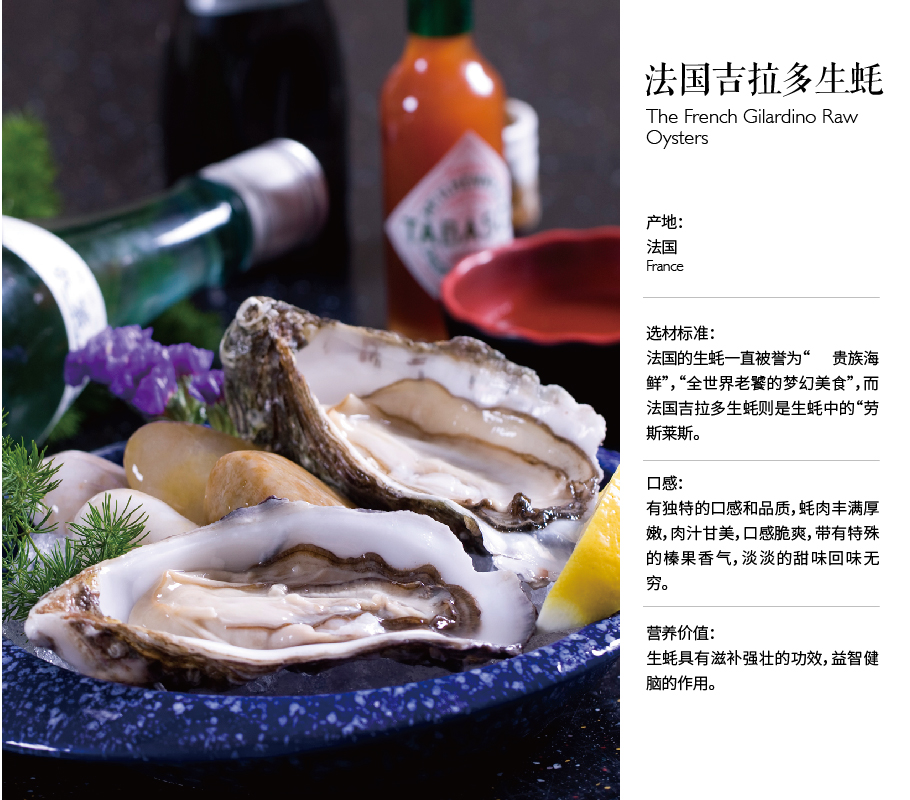 法国吉拉多生蚝
The French Gilardino Raw
Oysters
产地：
法国
France
选材标准：
法国的生蚝一直被誉为“　贵族海
鲜”，“全世界老饕的梦幻美食”，而
法国吉拉多生蚝则是生蚝中的“劳
斯莱斯。
口感：
有独特的口感和品质，蚝肉丰满厚
嫩，肉汁甘美，口感脆爽，带有特殊
的榛果香气，淡淡的甜味回味无
穷。
营养价值：
生蚝具有滋补强壮的功效，益智健
脑的作用。
TABASC